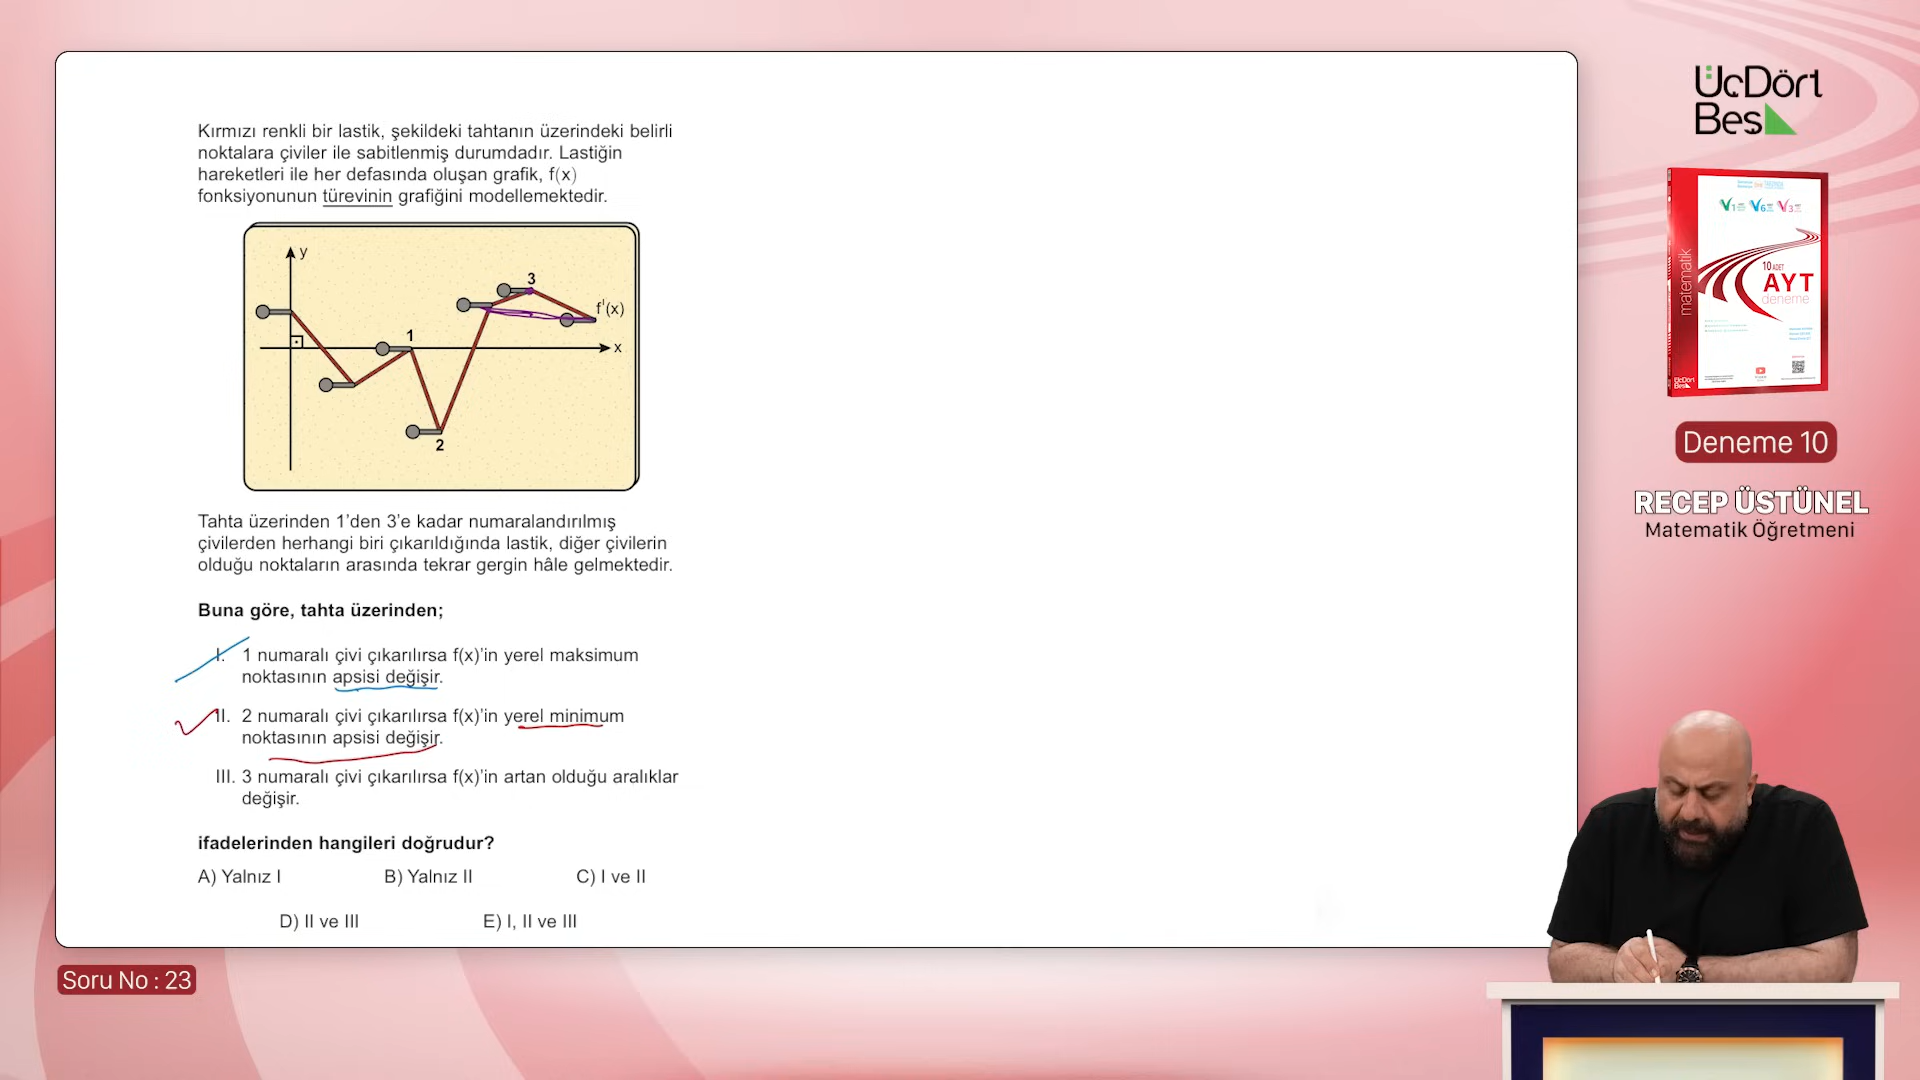 Kırmızı renkli bir lastik, şekildeki tahtanın üzerindeki belirli
noktalara çiviler ile sabitlenmiş durumdadır. Lastiğin
hareketleri ile her defasında oluşan grafik, f(x)
fonksiyonunun türevinin grafiğini modellemektedir.
y
3
f'(x)
1
x
2
Tahta üzerinden 1'den 3'e kadar numaralandırılmış
çivilerden herhangi biri çıkarıldığında lastik, diğer çivilerin
olduğu noktaların arasında tekrar gergin hâle gelmektedir.
Buna göre, tahta üzerinden;
I. 1 numaralı çivi çıkarılırsa f(x)'in yerel maksimum
noktasının apsisi değişir.
II. 2 numaralı çivi çıkarılırsa f(x)'in yerel minimum
noktasının apsisi değişir.
III. 3 numaralı çivi çıkarılırsa f(x)'in artan olduğu aralıklar
değişir.
ifadelerinden hangileri doğrudur?
A) Yalnız I B) Yalnız II C) I ve II
D) II ve III E) I, II ve III
Soru No : 23
ÜçDört
Beş
matematik
10 ADET
AYT
deneme
Deneme 10
RECEP ÜSTÜNEL
Matematik Öğretmeni